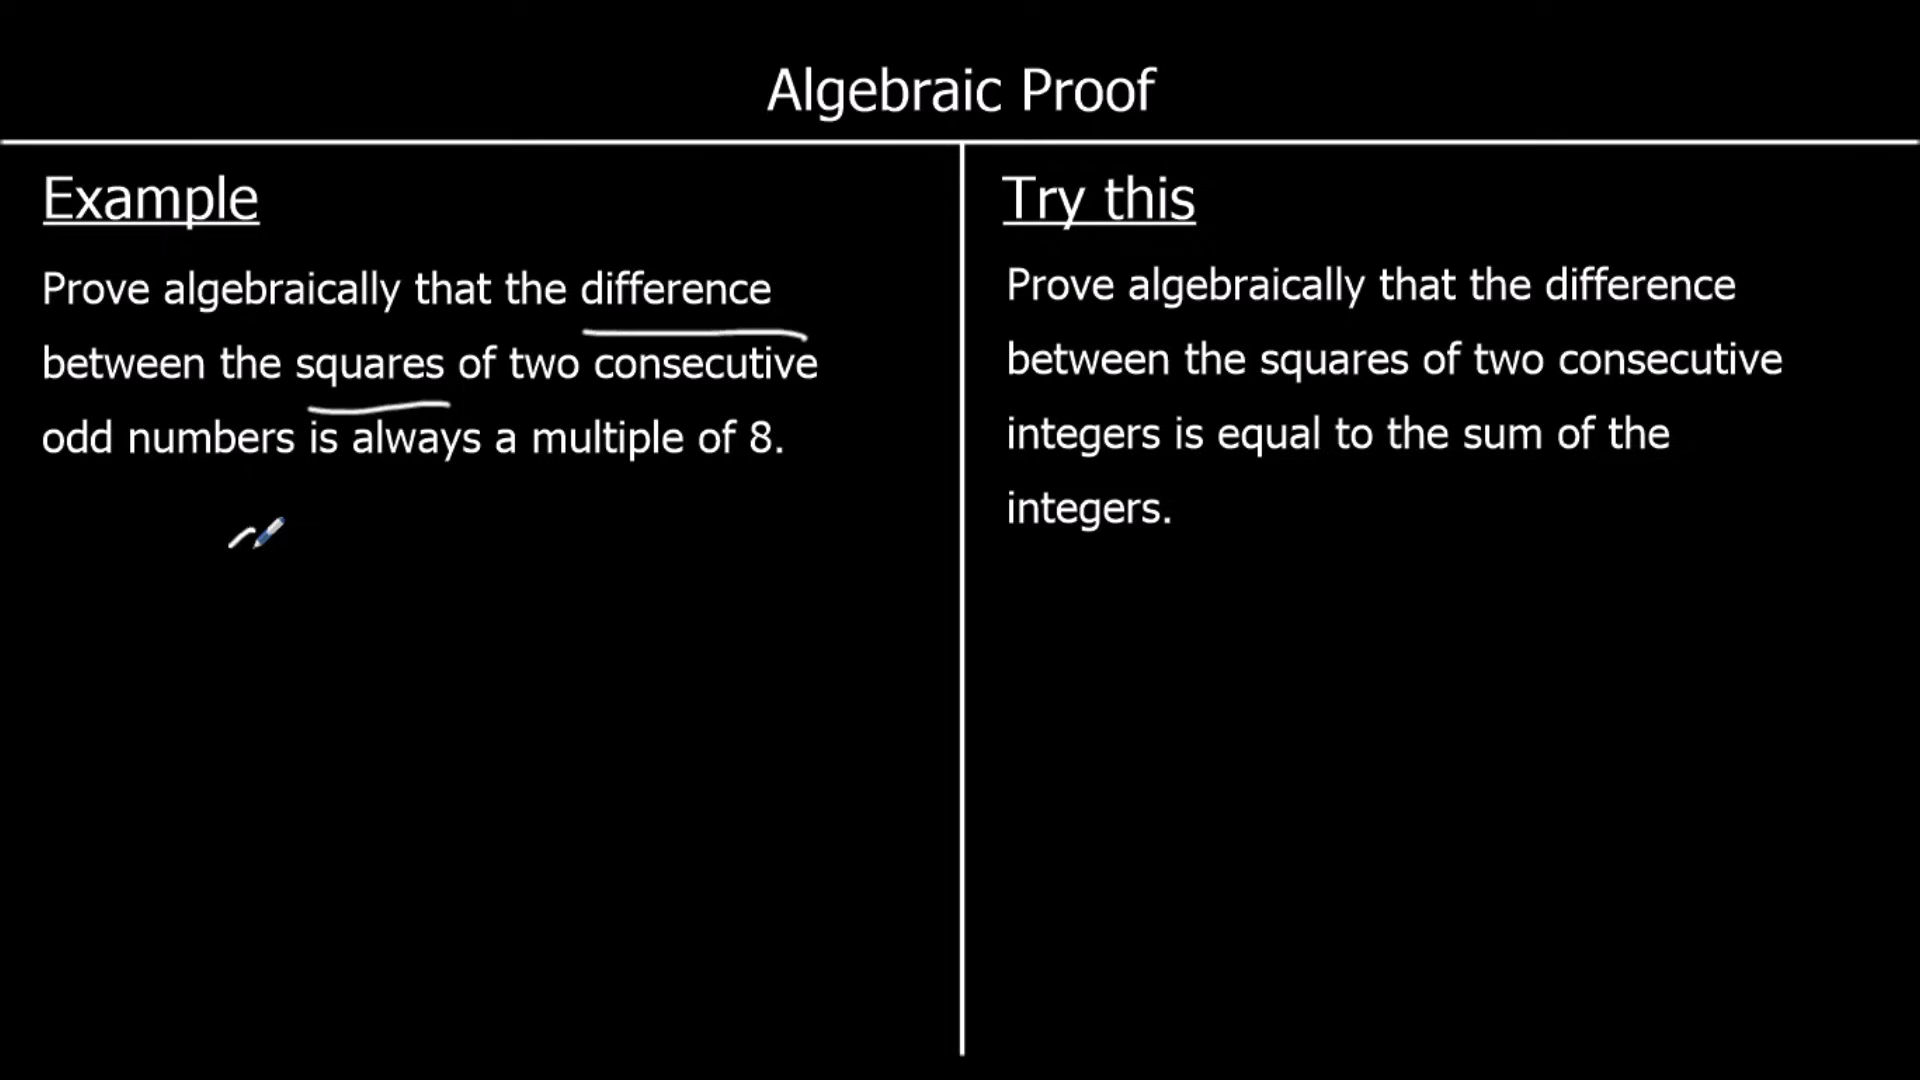 Algebraic Proof
Example
Prove algebraically that the difference
between the squares of two consecutive
odd numbers is always a multiple of 8.
Try this
Prove algebraically that the difference
between the squares of two consecutive
integers is equal to the sum of the
integers.